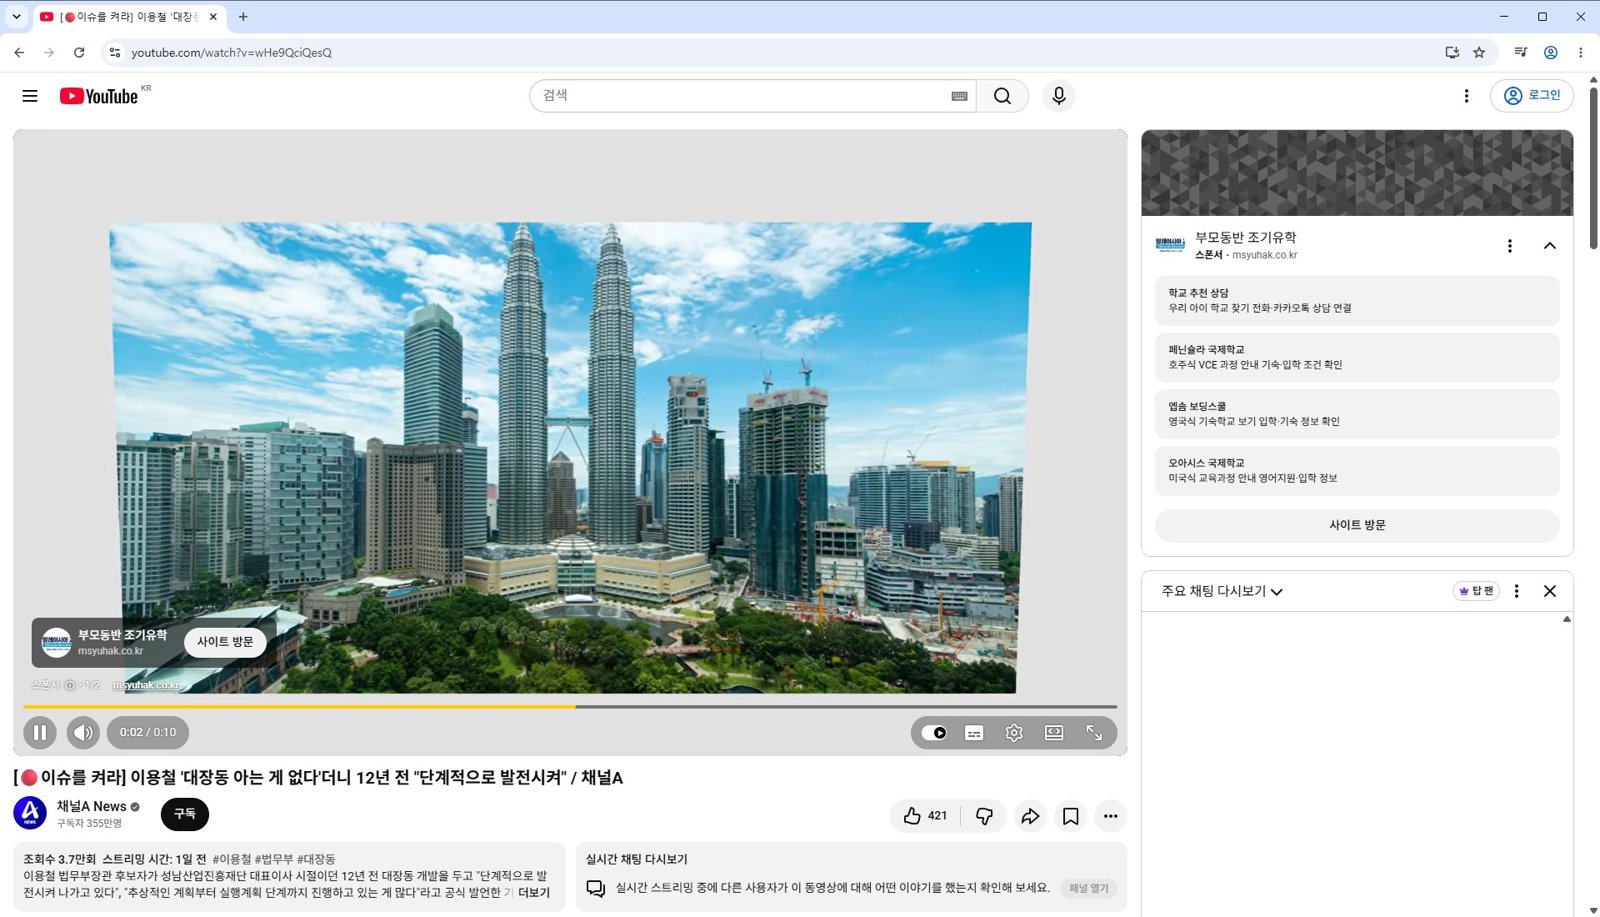 [🔴이슈를 켜라] 이용철 '대장동
youtube.com/watch?v=wHe9QciQesQ
YouTube KR
검색
로그인
부모동반 조기유학
스폰서 · msyuhak.co.kr
학교 추천 상담
우리 아이 학교 찾기 전화·카카오톡 상담 연결
페닌슐라 국제학교
호주식 VCE 과정 안내 기숙·입학 조건 확인
엡솜 보딩스쿨
영국식 기숙학교 보기 입학·기숙 정보 확인
오아시스 국제학교
미국식 교육과정 안내 영어지원·입학 정보
사이트 방문
부모동반 조기유학
msyuhak.co.kr
사이트 방문
스폰서 · 1/2 msyuhak.co.kr
0:02 / 0:10
주요 채팅 다시보기
탑 팬
[🔴이슈를 켜라] 이용철 '대장동 아는 게 없다'더니 12년 전 "단계적으로 발전시켜" / 채널A
채널A News
구독자 355만명
구독
421
조회수 3.7만회 스트리밍 시간: 1일 전 #이용철 #법무부 #대장동
이용철 법무부장관 후보자가 성남산업진흥재단 대표이사 시절이던 12년 전 대장동 개발을 두고 "단계적으로 발
전시켜 나가고 있다", "추상적인 계획부터 실행계획 단계까지 진행하고 있는 게 많다"라고 공식 발언한 기 더보기
실시간 채팅 다시보기
실시간 스트리밍 중에 다른 사용자가 이 동영상에 대해 어떤 이야기를 했는지 확인해 보세요.
패널 열기